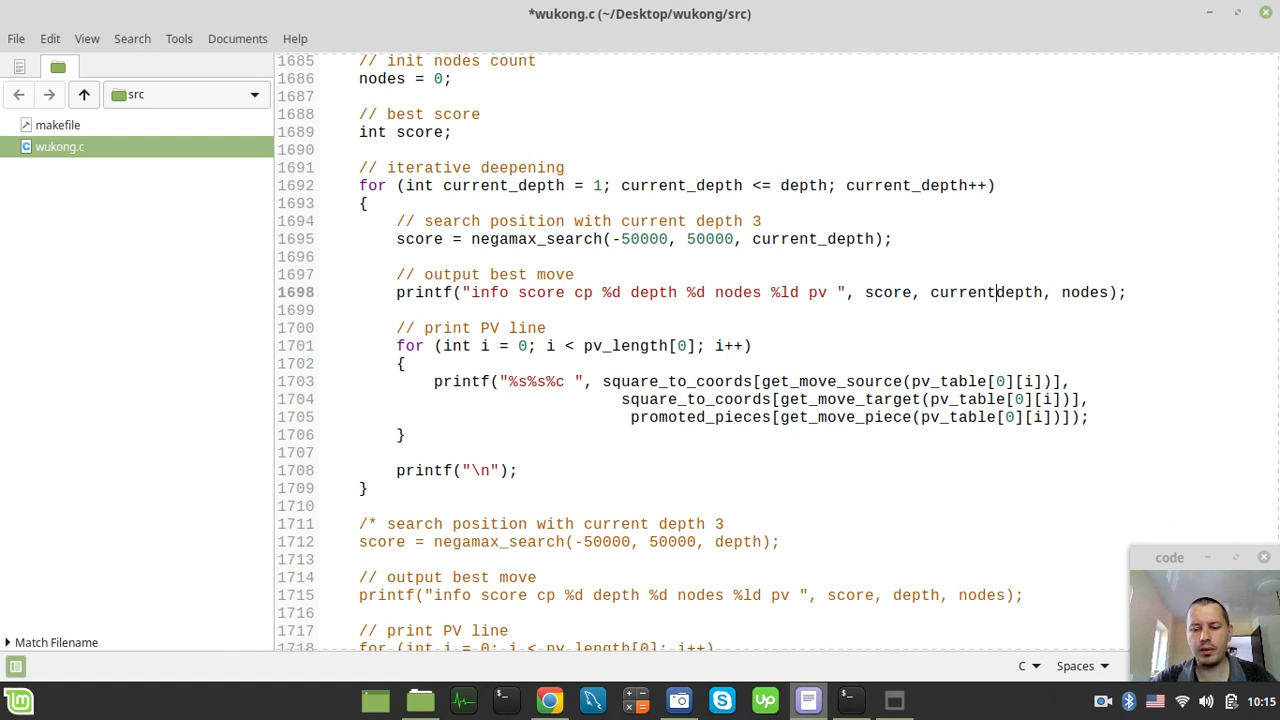 *wukong.c (~/Desktop/wukong/src)
File Edit View Search Tools Documents Help
src
makefile
wukong.c
1685     // init nodes count
1686     nodes = 0;
1687
1688     // best score
1689     int score;
1690
1691     // iterative deepening
1692     for (int current_depth = 1; current_depth <= depth; current_depth++)
1693     {
1694         // search position with current depth 3
1695         score = negamax_search(-50000, 50000, current_depth);
1696
1697         // output best move
1698         printf("info score cp %d depth %d nodes %ld pv ", score, currentdepth, nodes);
1699
1700         // print PV line
1701         for (int i = 0; i < pv_length[0]; i++)
1702         {
1703             printf("%s%s%c ", square_to_coords[get_move_source(pv_table[0][i])],
1704                                 square_to_coords[get_move_target(pv_table[0][i])],
1705                                  promoted_pieces[get_move_piece(pv_table[0][i])]);
1706         }
1707
1708         printf("\n");
1709     }
1710
1711     /* search position with current depth 3
1712     score = negamax_search(-50000, 50000, depth);
1713
1714     // output best move
1715     printf("info score cp %d depth %d nodes %ld pv ", score, depth, nodes);
1716
1717     // print PV line
1718     for (int i = 0; i < pv_length[0]; i++)
code
Match Filename
C Spaces
10:15